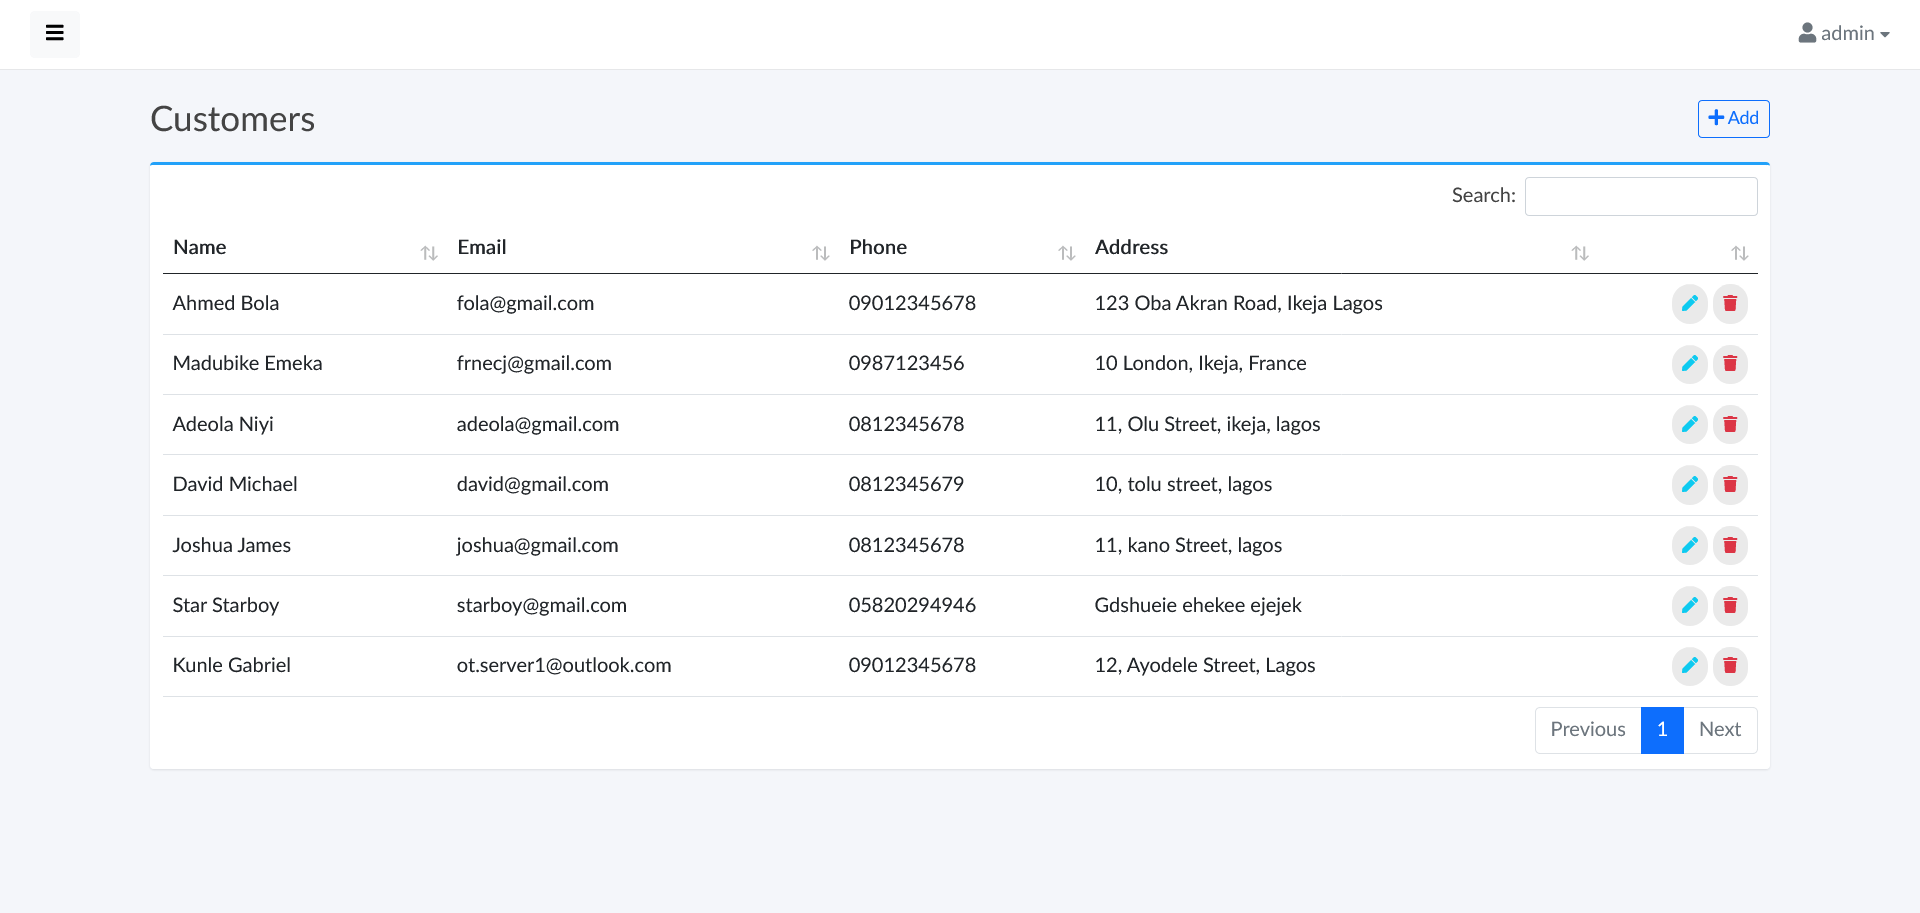 admin
Customers
Add
Search:
Name Email Phone Address
Ahmed Bola fola@gmail.com 09012345678 123 Oba Akran Road, Ikeja Lagos
Madubike Emeka frnecj@gmail.com 0987123456 10 London, Ikeja, France
Adeola Niyi adeola@gmail.com 0812345678 11, Olu Street, ikeja, lagos
David Michael david@gmail.com 0812345679 10, tolu street, lagos
Joshua James joshua@gmail.com 0812345678 11, kano Street, lagos
Star Starboy starboy@gmail.com 05820294946 Gdshueie ehekee ejejek
Kunle Gabriel ot.server1@outlook.com 09012345678 12, Ayodele Street, Lagos
Previous 1 Next